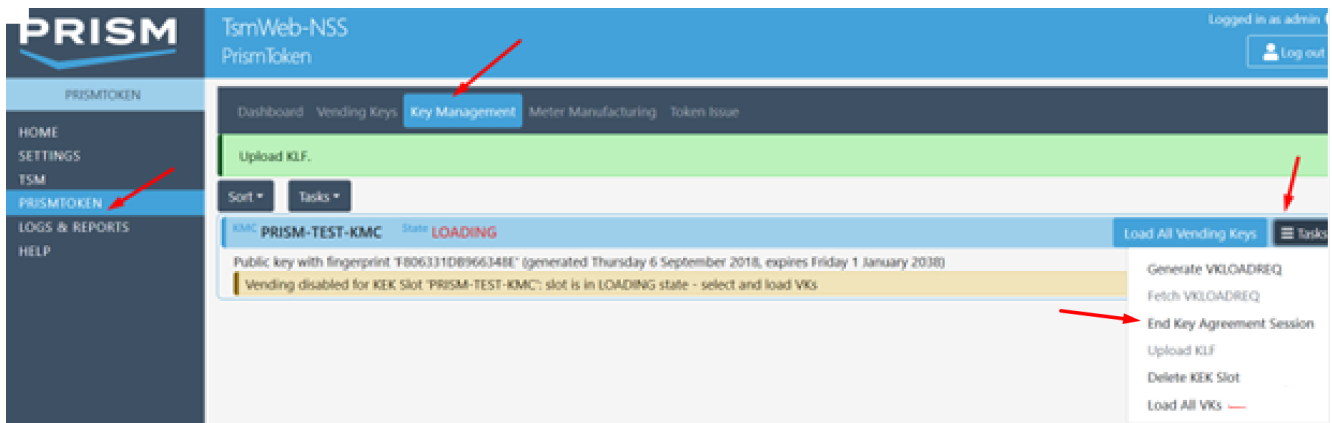 PRISM
TsmWeb-NSS
PrismToken
Logged in as admin
Log out
PRISMTOKEN
HOME
SETTINGS
TSM
PRISMTOKEN
LOGS & REPORTS
HELP
Dashboard Vending Keys Key Management Meter Manufacturing Token Issue
Upload KLF.
Sort Tasks
KMC PRISM-TEST-KMC State LOADING
Load All Vending Keys Tasks
Public key with fingerprint 'F806331DB966348E' (generated Thursday 6 September 2018, expires Friday 1 January 2038)
Vending disabled for KEK Slot 'PRISM-TEST-KMC': slot is in LOADING state - select and load VKs
Generate VKLOADREQ
Fetch VKLOADREQ
End Key Agreement Session
Upload KLF
Delete KEK Slot
Load All VKs